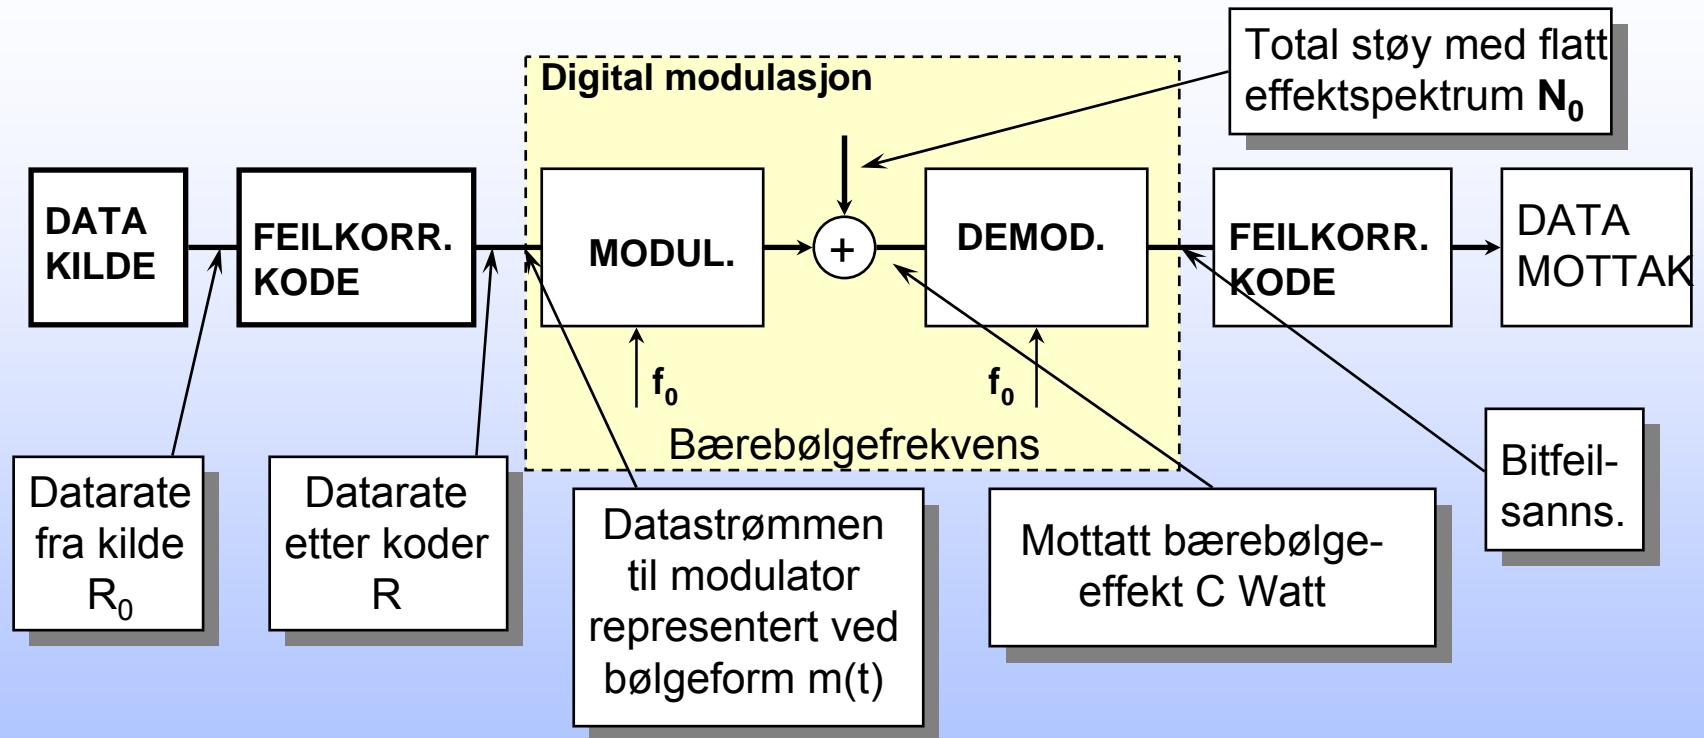 Total støy med flatt
effektspektrum N₀
Digital modulasjon
DATA
KILDE
FEILKORR.
KODE
MODUL.
+
DEMOD.
FEILKORR.
KODE
DATA
MOTTAK
f₀
f₀
Bærebølgefrekvens
Datarate
fra kilde
R₀
Datarate
etter koder
R
Datastrømmen
til modulator
representert ved
bølgeform m(t)
Mottatt bærebølge-
effekt C Watt
Bitfeil-
sanns.